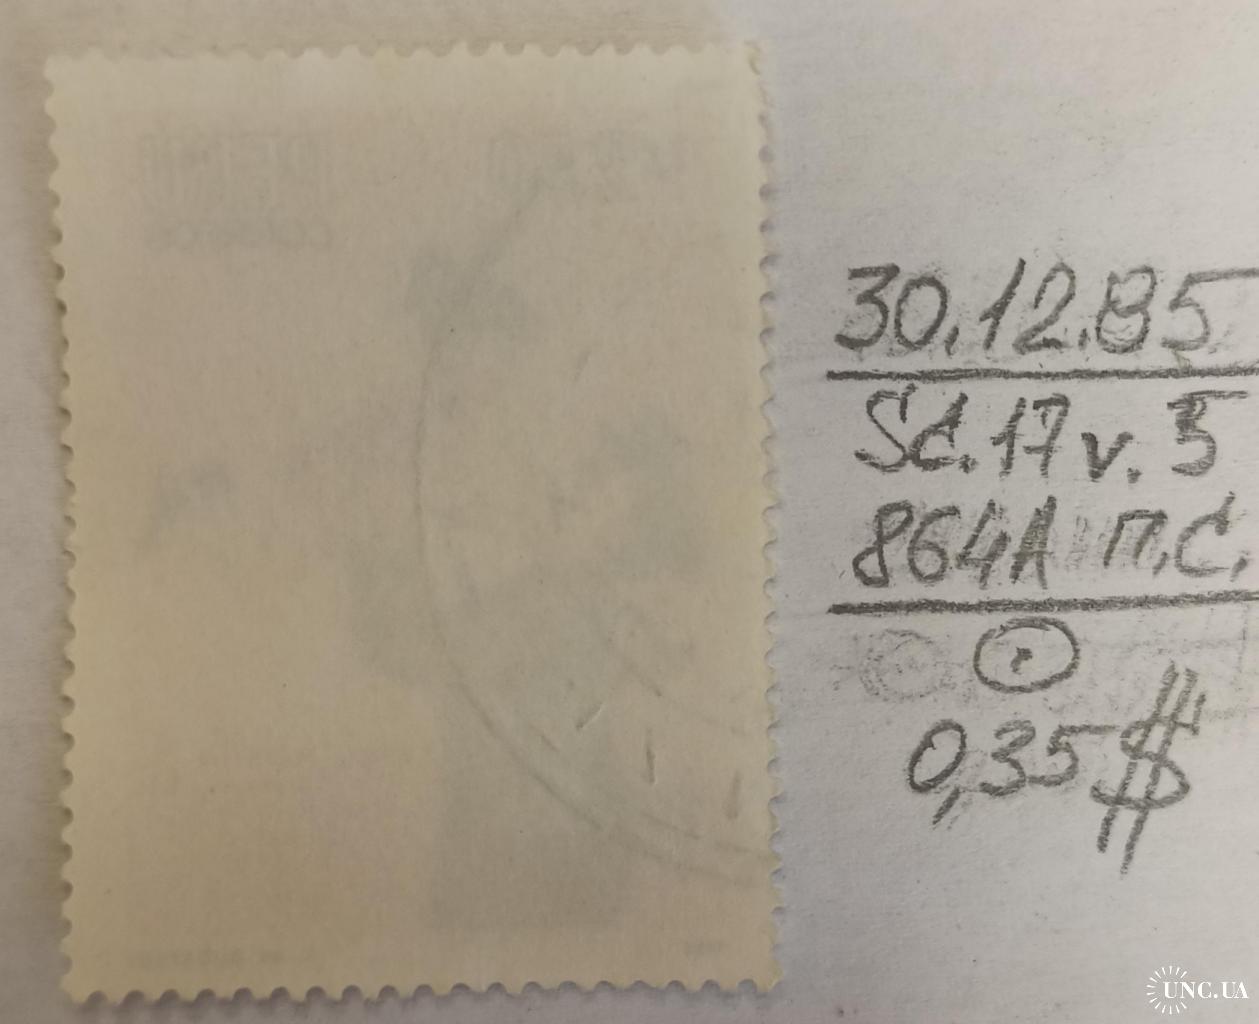 30.12.85
Sc. 17 v. 5
864A п.с.
0,35 $
UNC.UA